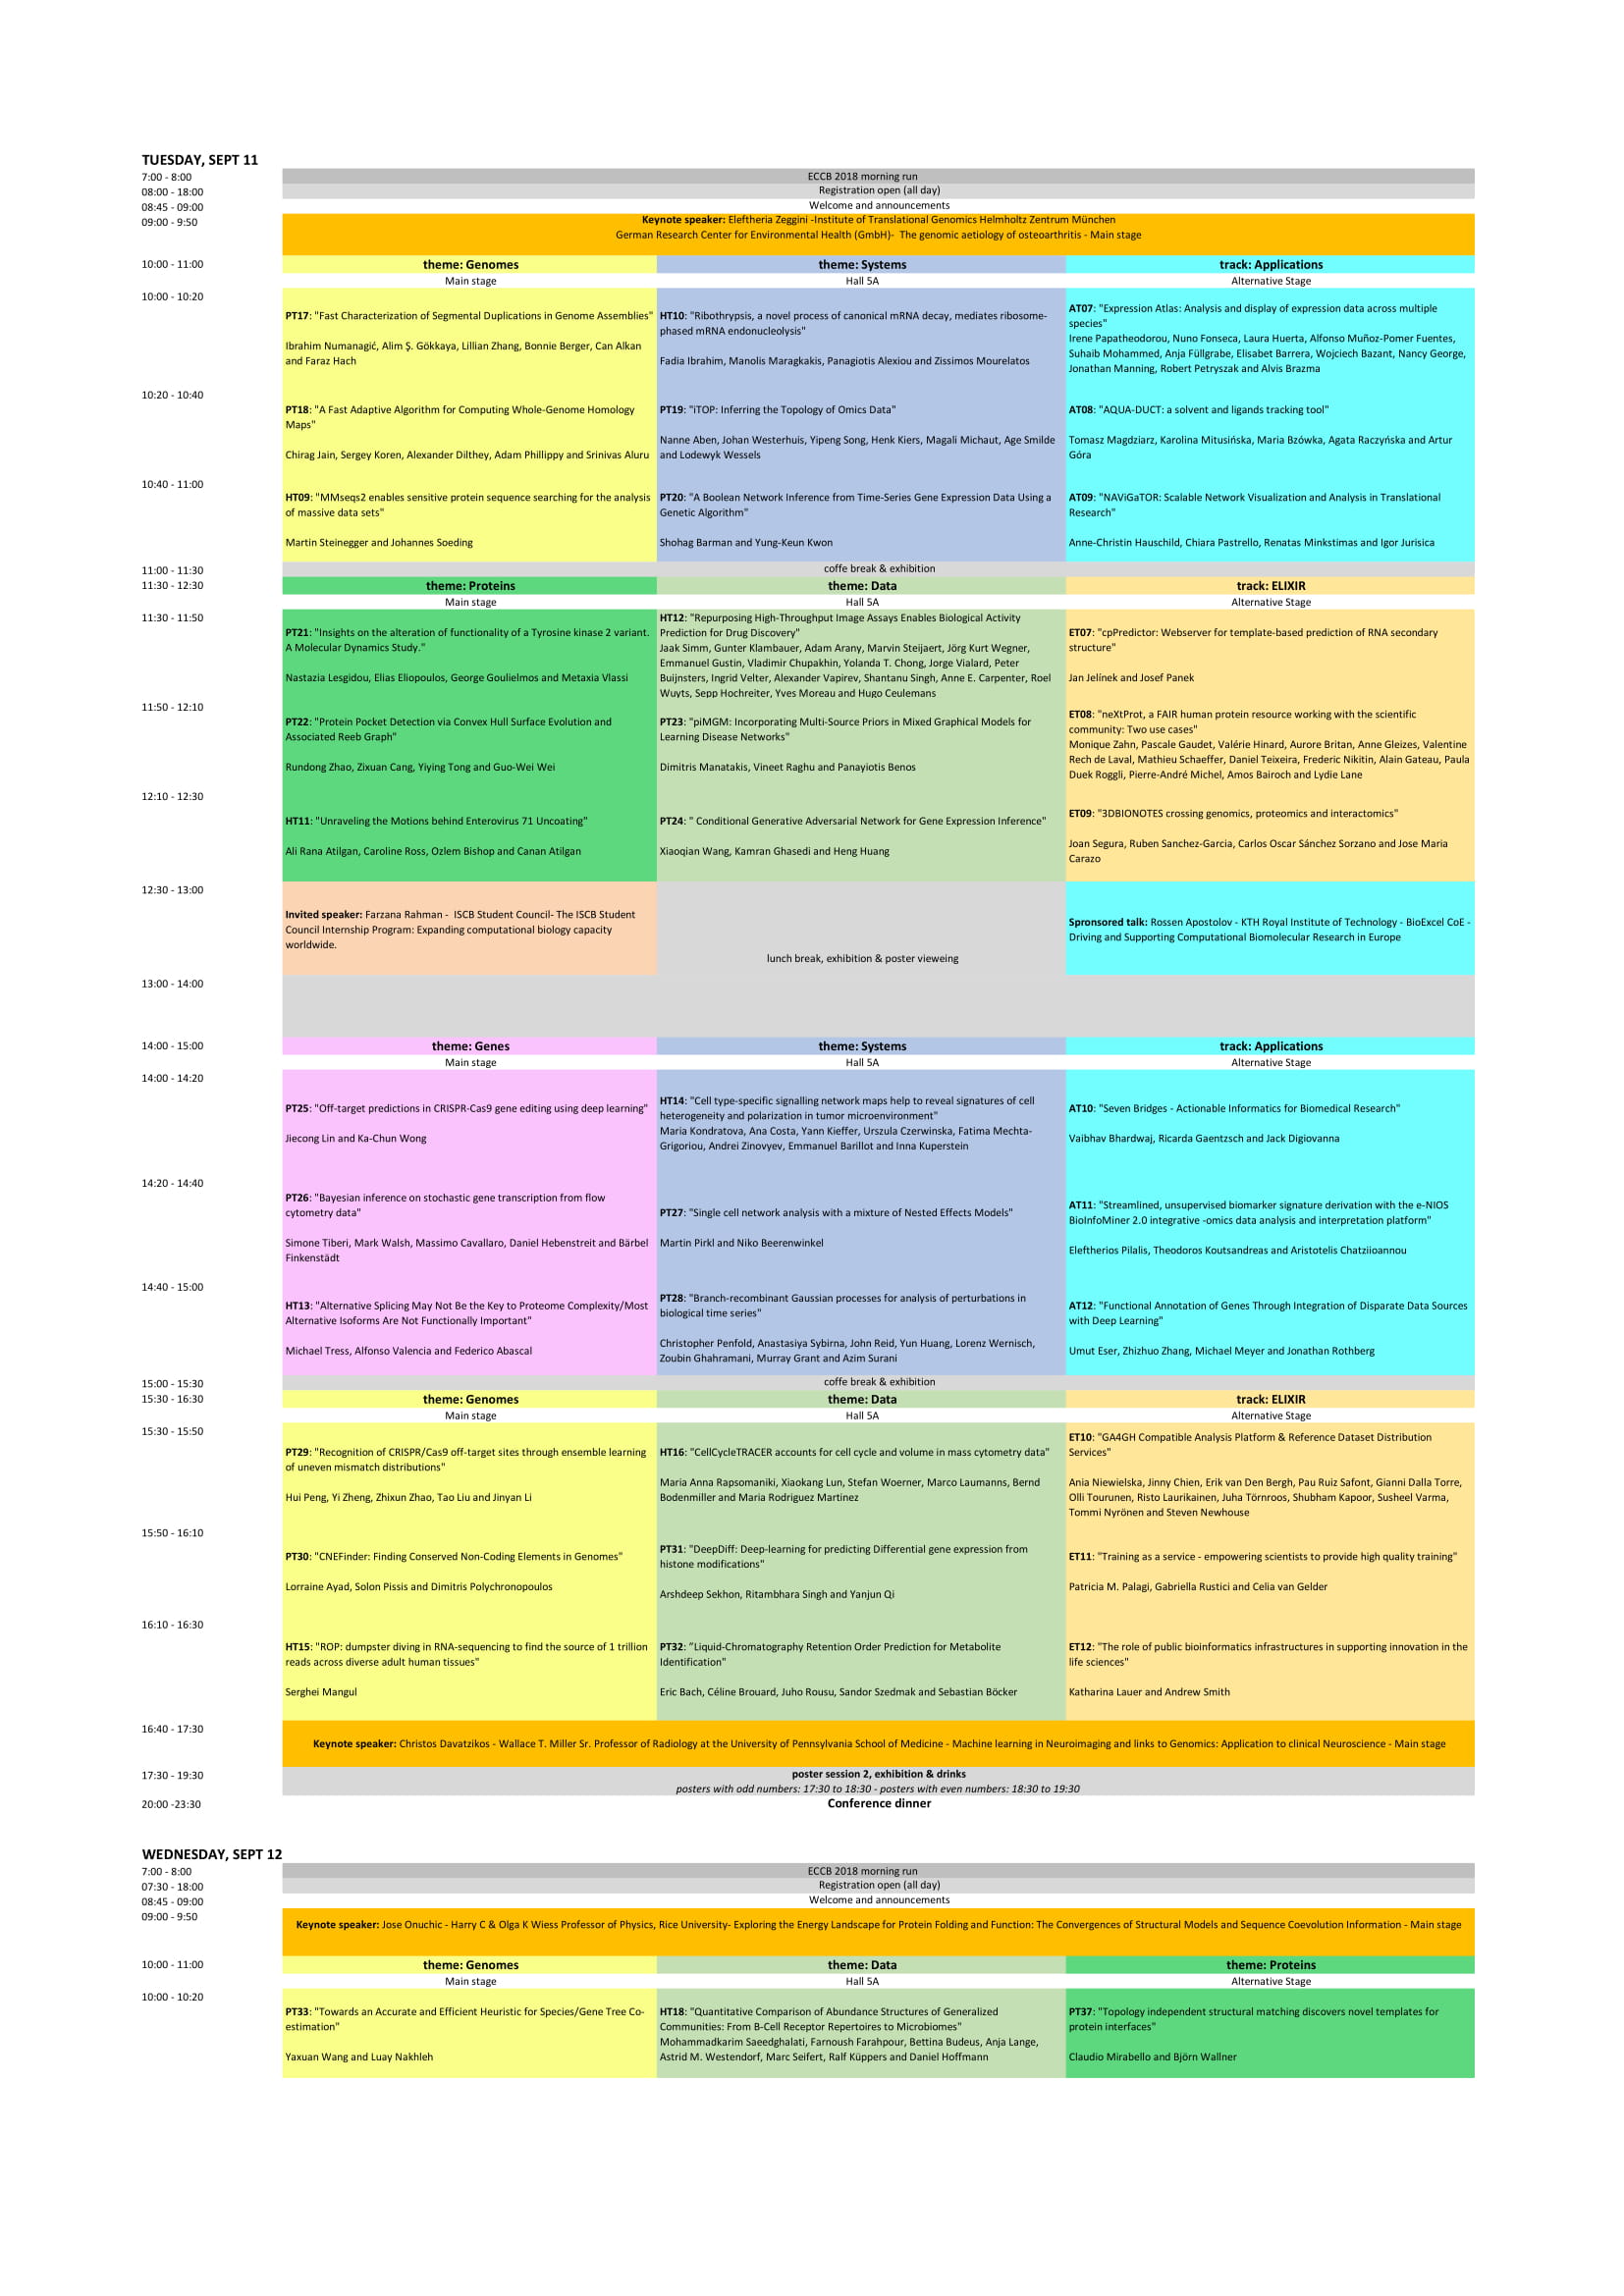 TUESDAY, SEPT 11
7:00 - 8:00
ECCB 2018 morning run
08:00 - 18:00
Registration open (all day)
08:45 - 09:00
Welcome and announcements
09:00 - 9:50
Keynote speaker: Eleftheria Zeggini -Institute of Translational Genomics Helmholtz Zentrum München
German Research Center for Environmental Health (GmbH)- The genomic aetiology of osteoarthritis - Main stage
10:00 - 11:00
theme: Genomes
theme: Systems
track: Applications
Main stage
Hall 5A
Alternative Stage
10:00 - 10:20
PT17: "Fast Characterization of Segmental Duplications in Genome Assemblies"
Ibrahim Numanagić, Alim Ş. Gökkaya, Lillian Zhang, Bonnie Berger, Can Alkan
and Faraz Hach
HT10: "Ribothrypsis, a novel process of canonical mRNA decay, mediates ribosome-
phased mRNA endonucleolysis"
Fadia Ibrahim, Manolis Maragkakis, Panagiotis Alexiou and Zissimos Mourelatos
AT07: "Expression Atlas: Analysis and display of expression data across multiple
species"
Irene Papatheodorou, Nuno Fonseca, Laura Huerta, Alfonso Muñoz-Pomer Fuentes,
Suhaib Mohammed, Anja Füllgrabe, Elisabet Barrera, Wojciech Bazant, Nancy George,
Jonathan Manning, Robert Petryszak and Alvis Brazma
10:20 - 10:40
PT18: "A Fast Adaptive Algorithm for Computing Whole-Genome Homology
Maps"
Chirag Jain, Sergey Koren, Alexander Dilthey, Adam Phillippy and Srinivas Aluru
PT19: "iTOP: Inferring the Topology of Omics Data"
Nanne Aben, Johan Westerhuis, Yipeng Song, Henk Kiers, Magali Michaut, Age Smilde
and Lodewyk Wessels
AT08: "AQUA-DUCT: a solvent and ligands tracking tool"
Tomasz Magdziarz, Karolina Mitusińska, Maria Bzówka, Agata Raczyńska and Artur
Góra
10:40 - 11:00
HT09: "MMseqs2 enables sensitive protein sequence searching for the analysis
of massive data sets"
Martin Steinegger and Johannes Soeding
PT20: "A Boolean Network Inference from Time-Series Gene Expression Data Using a
Genetic Algorithm"
Shohag Barman and Yung-Keun Kwon
AT09: "NAViGaTOR: Scalable Network Visualization and Analysis in Translational
Research"
Anne-Christin Hauschild, Chiara Pastrello, Renatas Minkstimas and Igor Jurisica
11:00 - 11:30
coffe break & exhibition
11:30 - 12:30
theme: Proteins
theme: Data
track: ELIXIR
Main stage
Hall 5A
Alternative Stage
11:30 - 11:50
PT21: "Insights on the alteration of functionality of a Tyrosine kinase 2 variant.
A Molecular Dynamics Study."
Nastazia Lesgidou, Elias Eliopoulos, George Goulielmos and Metaxia Vlassi
HT12: "Repurposing High-Throughput Image Assays Enables Biological Activity
Prediction for Drug Discovery"
Jaak Simm, Gunter Klambauer, Adam Arany, Marvin Steijaert, Jörg Kurt Wegner,
Emmanuel Gustin, Vladimir Chupakhin, Yolanda T. Chong, Jorge Vialard, Peter
Buijnsters, Ingrid Velter, Alexander Vapirev, Shantanu Singh, Anne E. Carpenter, Roel
Wuyts, Sepp Hochreiter, Yves Moreau and Hugo Ceulemans
ET07: "cpPredictor: Webserver for template-based prediction of RNA secondary
structure"
Jan Jelínek and Josef Panek
11:50 - 12:10
PT22: "Protein Pocket Detection via Convex Hull Surface Evolution and
Associated Reeb Graph"
Rundong Zhao, Zixuan Cang, Yiying Tong and Guo-Wei Wei
PT23: "piMGM: Incorporating Multi-Source Priors in Mixed Graphical Models for
Learning Disease Networks"
Dimitris Manatakis, Vineet Raghu and Panayiotis Benos
ET08: "neXtProt, a FAIR human protein resource working with the scientific
community: Two use cases"
Monique Zahn, Pascale Gaudet, Valérie Hinard, Aurore Britan, Anne Gleizes, Valentine
Rech de Laval, Mathieu Schaeffer, Daniel Teixeira, Frederic Nikitin, Alain Gateau, Paula
Duek Roggli, Pierre-André Michel, Amos Bairoch and Lydie Lane
12:10 - 12:30
HT11: "Unraveling the Motions behind Enterovirus 71 Uncoating"
Ali Rana Atilgan, Caroline Ross, Ozlem Bishop and Canan Atilgan
PT24: " Conditional Generative Adversarial Network for Gene Expression Inference"
Xiaoqian Wang, Kamran Ghasedi and Heng Huang
ET09: "3DBIONOTES crossing genomics, proteomics and interactomics"
Joan Segura, Ruben Sanchez-Garcia, Carlos Oscar Sánchez Sorzano and Jose Maria
Carazo
12:30 - 13:00
Invited speaker: Farzana Rahman - ISCB Student Council- The ISCB Student
Council Internship Program: Expanding computational biology capacity
worldwide.
lunch break, exhibition & poster vieweing
Spronsored talk: Rossen Apostolov - KTH Royal Institute of Technology - BioExcel CoE -
Driving and Supporting Computational Biomolecular Research in Europe
13:00 - 14:00
14:00 - 15:00
theme: Genes
theme: Systems
track: Applications
Main stage
Hall 5A
Alternative Stage
14:00 - 14:20
PT25: "Off-target predictions in CRISPR-Cas9 gene editing using deep learning"
Jiecong Lin and Ka-Chun Wong
HT14: "Cell type-specific signalling network maps help to reveal signatures of cell
heterogeneity and polarization in tumor microenvironment"
Maria Kondratova, Ana Costa, Yann Kieffer, Urszula Czerwinska, Fatima Mechta-
Grigoriou, Andrei Zinovyev, Emmanuel Barillot and Inna Kuperstein
AT10: "Seven Bridges - Actionable Informatics for Biomedical Research"
Vaibhav Bhardwaj, Ricarda Gaentzsch and Jack Digiovanna
14:20 - 14:40
PT26: "Bayesian inference on stochastic gene transcription from flow
cytometry data"
Simone Tiberi, Mark Walsh, Massimo Cavallaro, Daniel Hebenstreit and Bärbel
Finkenstädt
PT27: "Single cell network analysis with a mixture of Nested Effects Models"
Martin Pirkl and Niko Beerenwinkel
AT11: "Streamlined, unsupervised biomarker signature derivation with the e-NIOS
BioInfoMiner 2.0 integrative -omics data analysis and interpretation platform"
Eleftherios Pilalis, Theodoros Koutsandreas and Aristotelis Chatziioannou
14:40 - 15:00
HT13: "Alternative Splicing May Not Be the Key to Proteome Complexity/Most
Alternative Isoforms Are Not Functionally Important"
Michael Tress, Alfonso Valencia and Federico Abascal
PT28: "Branch-recombinant Gaussian processes for analysis of perturbations in
biological time series"
Christopher Penfold, Anastasiya Sybirna, John Reid, Yun Huang, Lorenz Wernisch,
Zoubin Ghahramani, Murray Grant and Azim Surani
AT12: "Functional Annotation of Genes Through Integration of Disparate Data Sources
with Deep Learning"
Umut Eser, Zhizhuo Zhang, Michael Meyer and Jonathan Rothberg
15:00 - 15:30
coffe break & exhibition
15:30 - 16:30
theme: Genomes
theme: Data
track: ELIXIR
Main stage
Hall 5A
Alternative Stage
15:30 - 15:50
PT29: "Recognition of CRISPR/Cas9 off-target sites through ensemble learning
of uneven mismatch distributions"
Hui Peng, Yi Zheng, Zhixun Zhao, Tao Liu and Jinyan Li
HT16: "CellCycleTRACER accounts for cell cycle and volume in mass cytometry data"
Maria Anna Rapsomaniki, Xiaokang Lun, Stefan Woerner, Marco Laumanns, Bernd
Bodenmiller and Maria Rodriguez Martinez
ET10: "GA4GH Compatible Analysis Platform & Reference Dataset Distribution
Services"
Ania Niewielska, Jinny Chien, Erik van Den Bergh, Pau Ruiz Safont, Gianni Dalla Torre,
Olli Tourunen, Risto Laurikainen, Juha Törnroos, Shubham Kapoor, Susheel Varma,
Tommi Nyrönen and Steven Newhouse
15:50 - 16:10
PT30: "CNEFinder: Finding Conserved Non-Coding Elements in Genomes"
Lorraine Ayad, Solon Pissis and Dimitris Polychronopoulos
PT31: "DeepDiff: Deep-learning for predicting Differential gene expression from
histone modifications"
Arshdeep Sekhon, Ritambhara Singh and Yanjun Qi
ET11: "Training as a service - empowering scientists to provide high quality training"
Patricia M. Palagi, Gabriella Rustici and Celia van Gelder
16:10 - 16:30
HT15: "ROP: dumpster diving in RNA-sequencing to find the source of 1 trillion
reads across diverse adult human tissues"
Serghei Mangul
PT32: "Liquid-Chromatography Retention Order Prediction for Metabolite
Identification"
Eric Bach, Céline Brouard, Juho Rousu, Sandor Szedmak and Sebastian Böcker
ET12: "The role of public bioinformatics infrastructures in supporting innovation in the
life sciences"
Katharina Lauer and Andrew Smith
16:40 - 17:30
Keynote speaker: Christos Davatzikos - Wallace T. Miller Sr. Professor of Radiology at the University of Pennsylvania School of Medicine - Machine learning in Neuroimaging and links to Genomics: Application to clinical Neuroscience - Main stage
17:30 - 19:30
poster session 2, exhibition & drinks
posters with odd numbers: 17:30 to 18:30 - posters with even numbers: 18:30 to 19:30
20:00 -23:30
Conference dinner
WEDNESDAY, SEPT 12
7:00 - 8:00
ECCB 2018 morning run
07:30 - 18:00
Registration open (all day)
08:45 - 09:00
Welcome and announcements
09:00 - 9:50
Keynote speaker: Jose Onuchic - Harry C & Olga K Wiess Professor of Physics, Rice University- Exploring the Energy Landscape for Protein Folding and Function: The Convergences of Structural Models and Sequence Coevolution Information - Main stage
10:00 - 11:00
theme: Genomes
theme: Data
theme: Proteins
Main stage
Hall 5A
Alternative Stage
10:00 - 10:20
PT33: "Towards an Accurate and Efficient Heuristic for Species/Gene Tree Co-
estimation"
Yaxuan Wang and Luay Nakhleh
HT18: "Quantitative Comparison of Abundance Structures of Generalized
Communities: From B-Cell Receptor Repertoires to Microbiomes"
Mohammadkarim Saeedghalati, Farnoush Farahpour, Bettina Budeus, Anja Lange,
Astrid M. Westendorf, Marc Seifert, Ralf Küppers and Daniel Hoffmann
PT37: "Topology independent structural matching discovers novel templates for
protein interfaces"
Claudio Mirabello and Björn Wallner